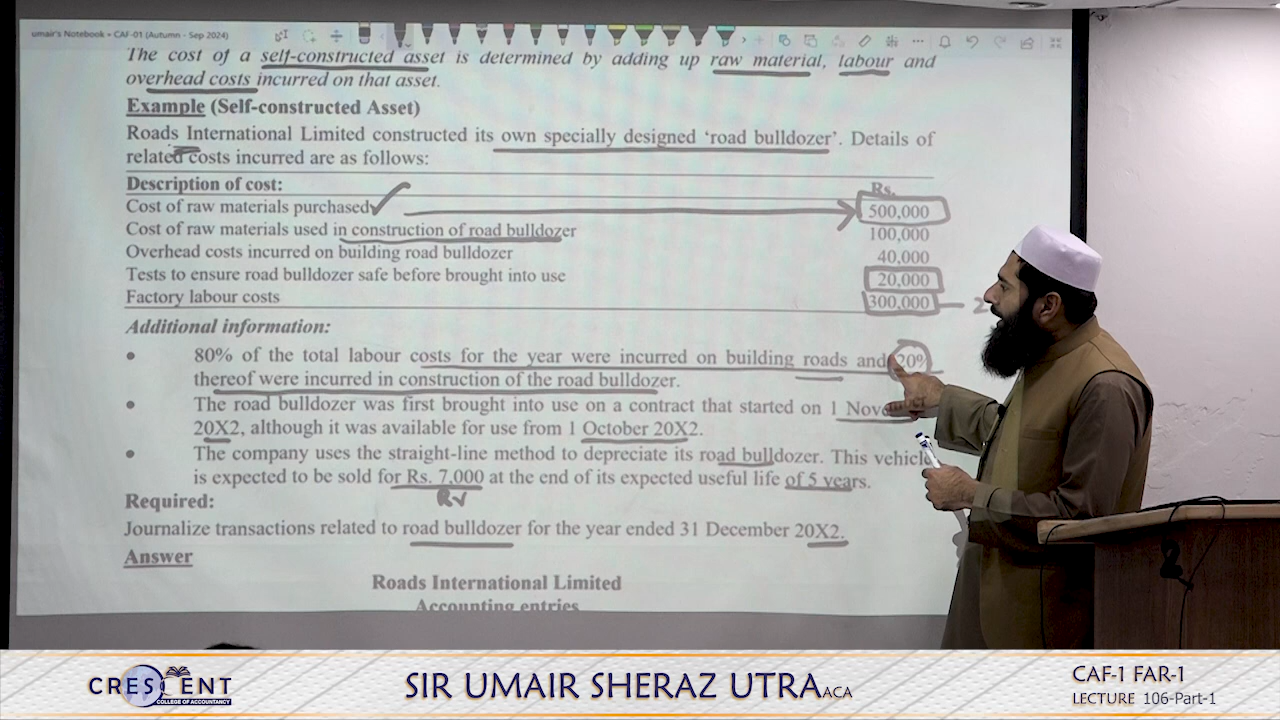 umair's Notebook » CAF-01 (Autumn - Sep 2024)
The cost of a self-constructed asset is determined by adding up raw material, labour and
overhead costs incurred on that asset.
Example (Self-constructed Asset)
Roads International Limited constructed its own specially designed ‘road bulldozer’. Details of
related costs incurred are as follows:
Description of cost: Rs.
Cost of raw materials purchased 500,000
Cost of raw materials used in construction of road bulldozer 100,000
Overhead costs incurred on building road bulldozer 40,000
Tests to ensure road bulldozer safe before brought into use 20,000
Factory labour costs 300,000
Additional information:
• 80% of the total labour costs for the year were incurred on building roads and 20%
thereof were incurred in construction of the road bulldozer.
• The road bulldozer was first brought into use on a contract that started on 1
20X2, although it was available for use from 1 October 20X2.
• The company uses the straight-line method to depreciate its road bulldozer. This vehicle
is expected to be sold for Rs. 7,000 at the end of its expected useful life of 5 years.
RV
Required:
Journalize transactions related to road bulldozer for the year ended 31 December 20X2.
Answer
Roads International Limited
Accounting entries
CRESCENT
COLLEGE OF ACCOUNTANCY
SIR UMAIR SHERAZ UTRA ACA
CAF-1 FAR-1
LECTURE 106-Part-1